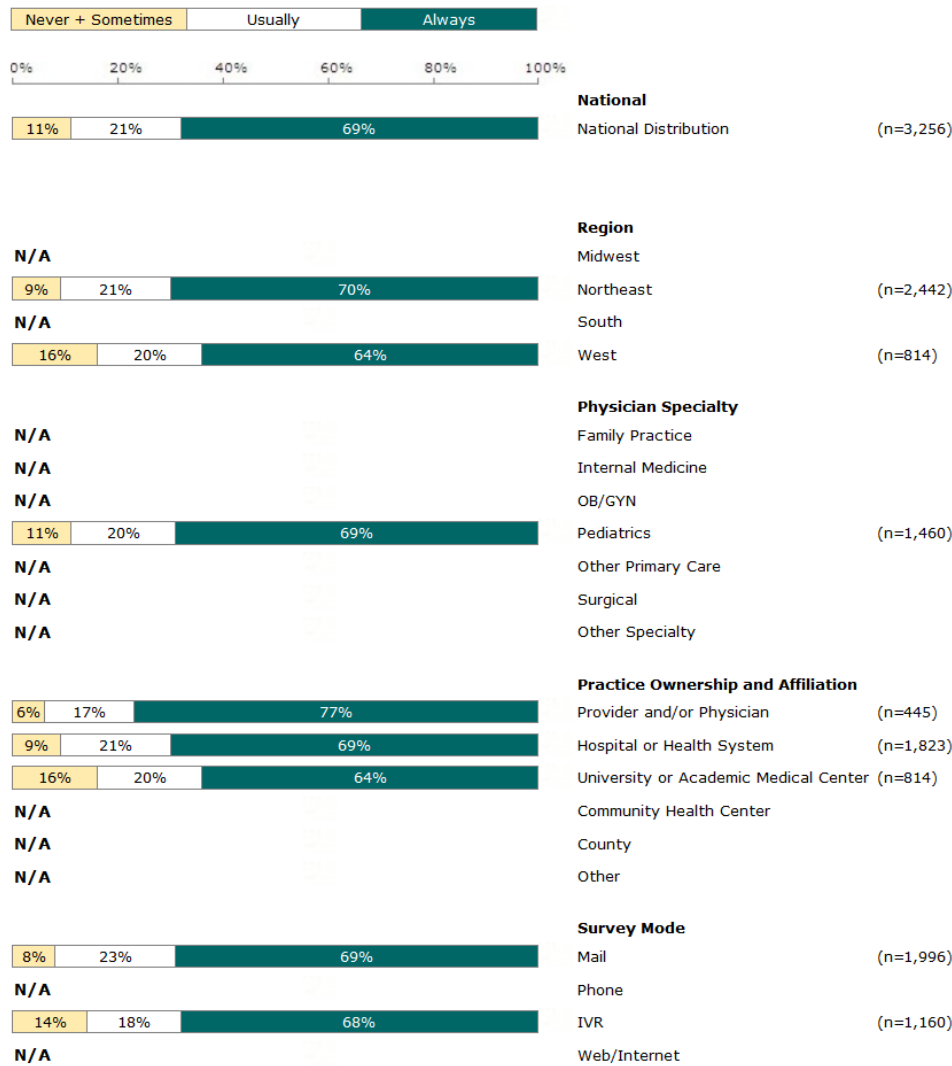 Never + Sometimes Usually Always
0% 20% 40% 60% 80% 100%
National
11% 21% 69% National Distribution (n=3,256)
Region
N/A Midwest
9% 21% 70% Northeast (n=2,442)
N/A South
16% 20% 64% West (n=814)
Physician Specialty
N/A Family Practice
N/A Internal Medicine
N/A OB/GYN
11% 20% 69% Pediatrics (n=1,460)
N/A Other Primary Care
N/A Surgical
N/A Other Specialty
Practice Ownership and Affiliation
6% 17% 77% Provider and/or Physician (n=445)
9% 21% 69% Hospital or Health System (n=1,823)
16% 20% 64% University or Academic Medical Center (n=814)
N/A Community Health Center
N/A County
N/A Other
Survey Mode
8% 23% 69% Mail (n=1,996)
N/A Phone
14% 18% 68% IVR (n=1,160)
N/A Web/Internet